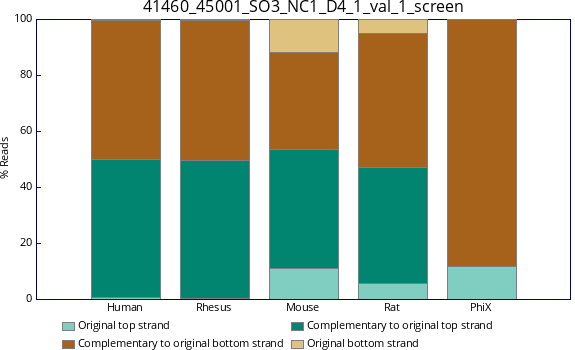 41460_45001_SO3_NC1_D4_1_val_1_screen
100
80
60
40
20
0
% Reads
Human Rhesus Mouse Rat PhiX
Original top strand Complementary to original top strand
Complementary to original bottom strand Original bottom strand